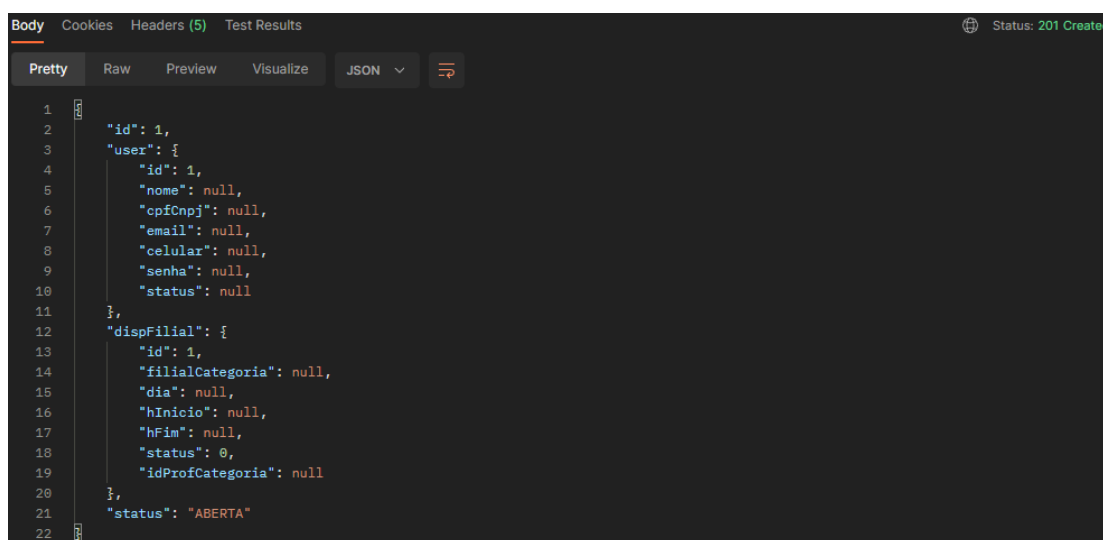 Body Cookies Headers (5) Test Results Status: 201 Create
Pretty Raw Preview Visualize JSON
1 {
2 "id": 1,
3 "user": {
4 "id": 1,
5 "nome": null,
6 "cpfCnpj": null,
7 "email": null,
8 "celular": null,
9 "senha": null,
10 "status": null
11 },
12 "dispFilial": {
13 "id": 1,
14 "filialCategoria": null,
15 "dia": null,
16 "hInicio": null,
17 "hFim": null,
18 "status": 0,
19 "idProfCategoria": null
20 },
21 "status": "ABERTA"
22 }